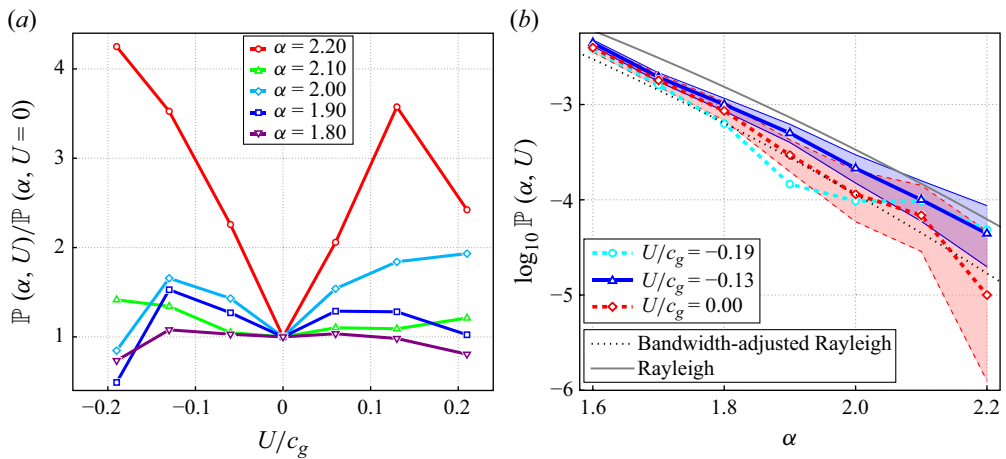 (a)
4
3
2
1
ℙ (α, U)/ℙ (α, U = 0)
α = 2.20
α = 2.10
α = 2.00
α = 1.90
α = 1.80
−0.2
−0.1
0
0.1
0.2
U/c_g
(b)
−3
−4
−5
−6
log₁₀ ℙ (α, U)
U/c_g = −0.19
U/c_g = −0.13
U/c_g = 0.00
Bandwidth-adjusted Rayleigh
Rayleigh
1.6
1.8
2.0
2.2
α